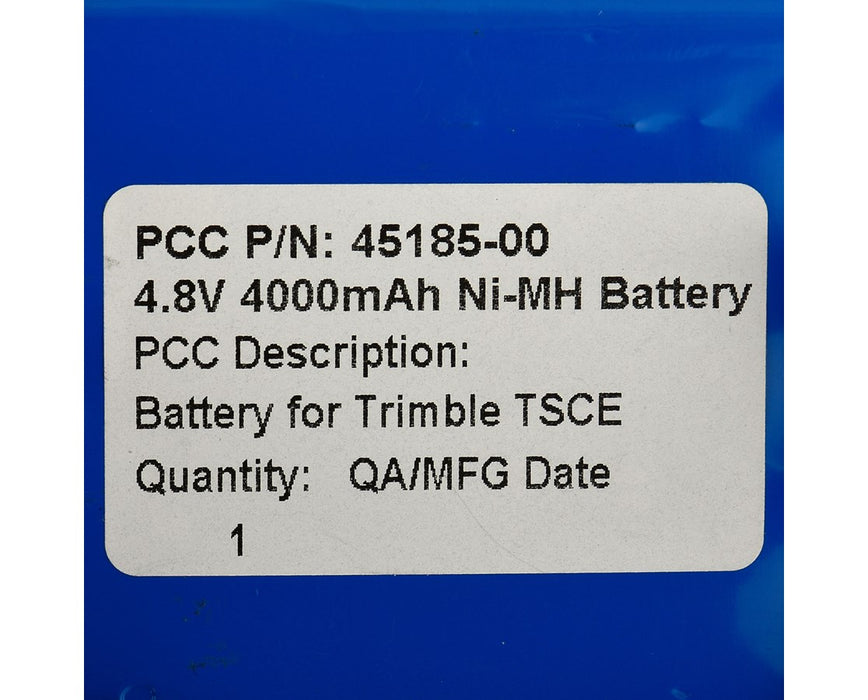 PCC P/N: 45185-00
4.8V 4000mAh Ni-MH Battery
PCC Description:
Battery for Trimble TSCE
Quantity: QA/MFG Date
1